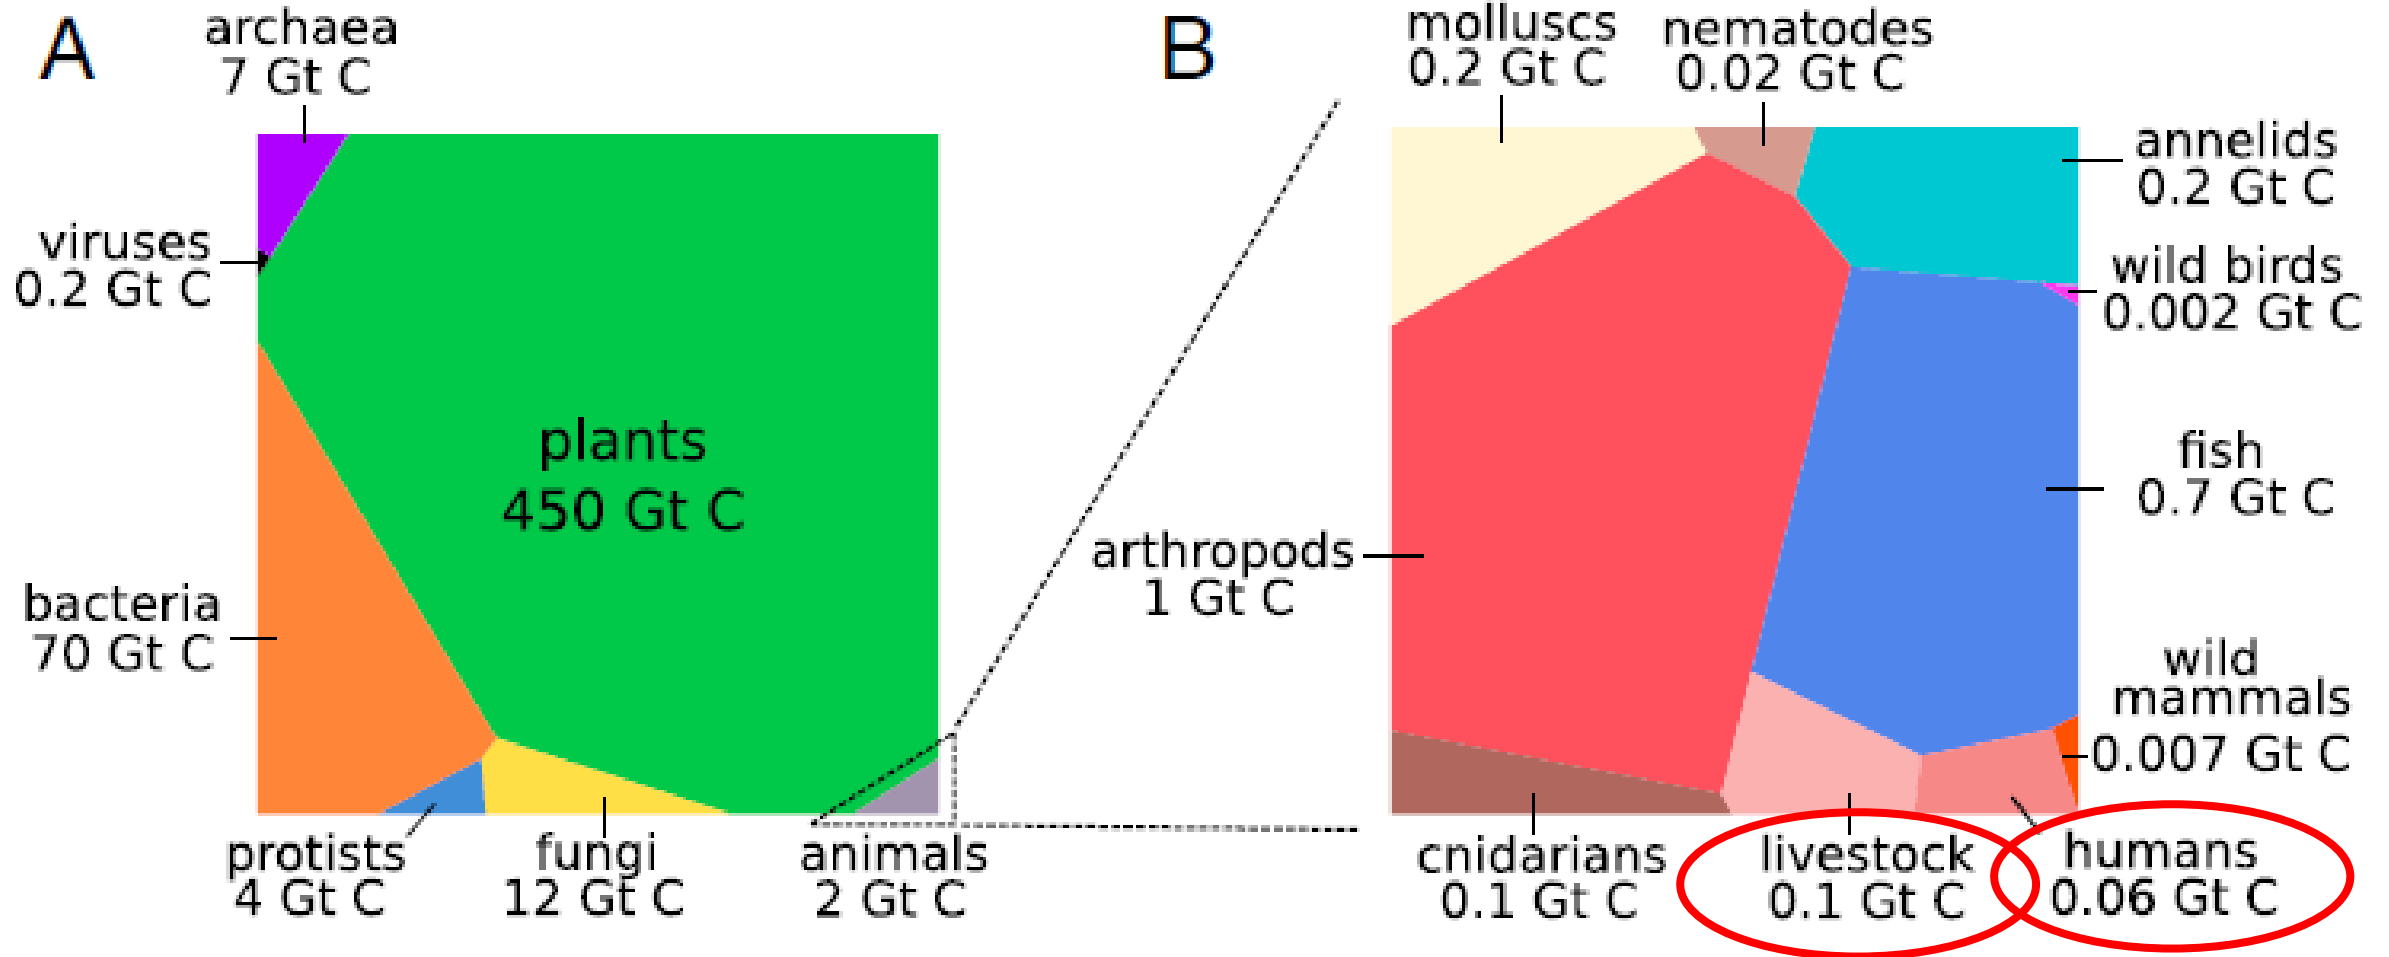 A
archaea
7 Gt C
viruses
0.2 Gt C
plants
450 Gt C
bacteria
70 Gt C
protists
4 Gt C
fungi
12 Gt C
animals
2 Gt C
B
molluscs
0.2 Gt C
nematodes
0.02 Gt C
annelids
0.2 Gt C
wild birds
0.002 Gt C
fish
0.7 Gt C
arthropods
1 Gt C
wild
mammals
0.007 Gt C
cnidarians
0.1 Gt C
livestock
0.1 Gt C
humans
0.06 Gt C